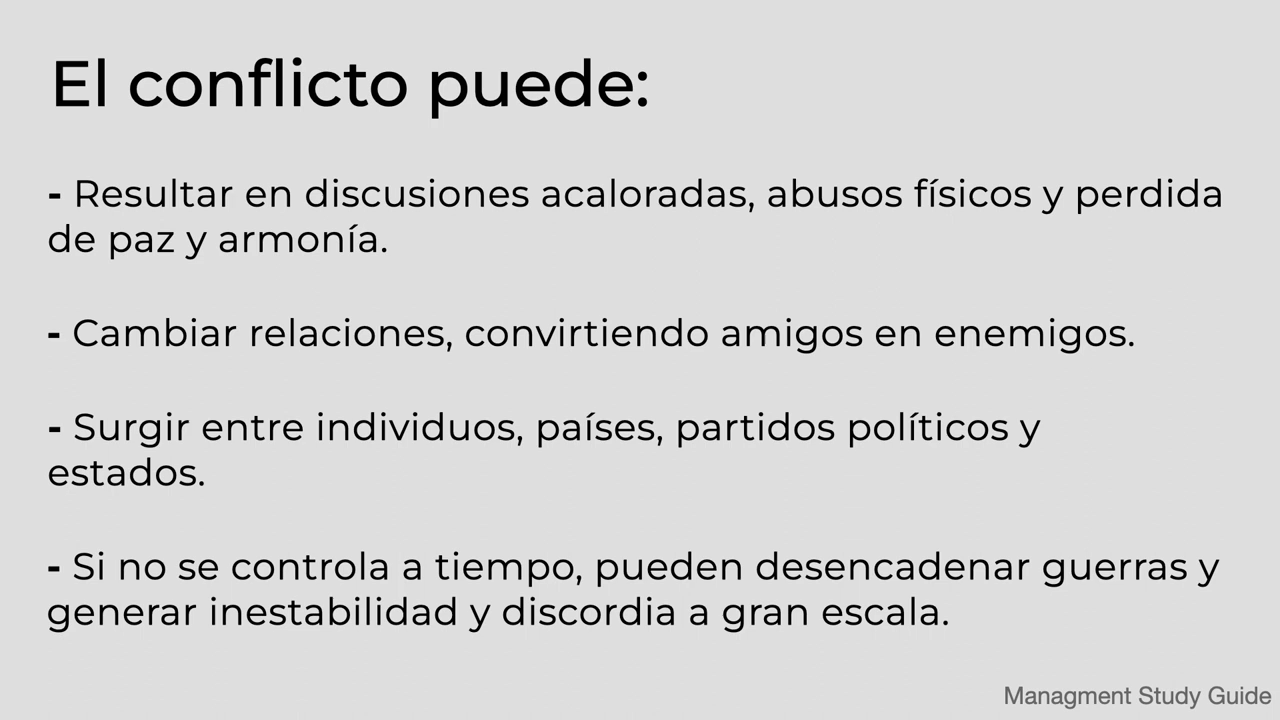 El conflicto puede:
- Resultar en discusiones acaloradas, abusos físicos y perdida
de paz y armonía.
- Cambiar relaciones, convirtiendo amigos en enemigos.
- Surgir entre individuos, países, partidos políticos y
estados.
- Si no se controla a tiempo, pueden desencadenar guerras y
generar inestabilidad y discordia a gran escala.
Managment Study Guide